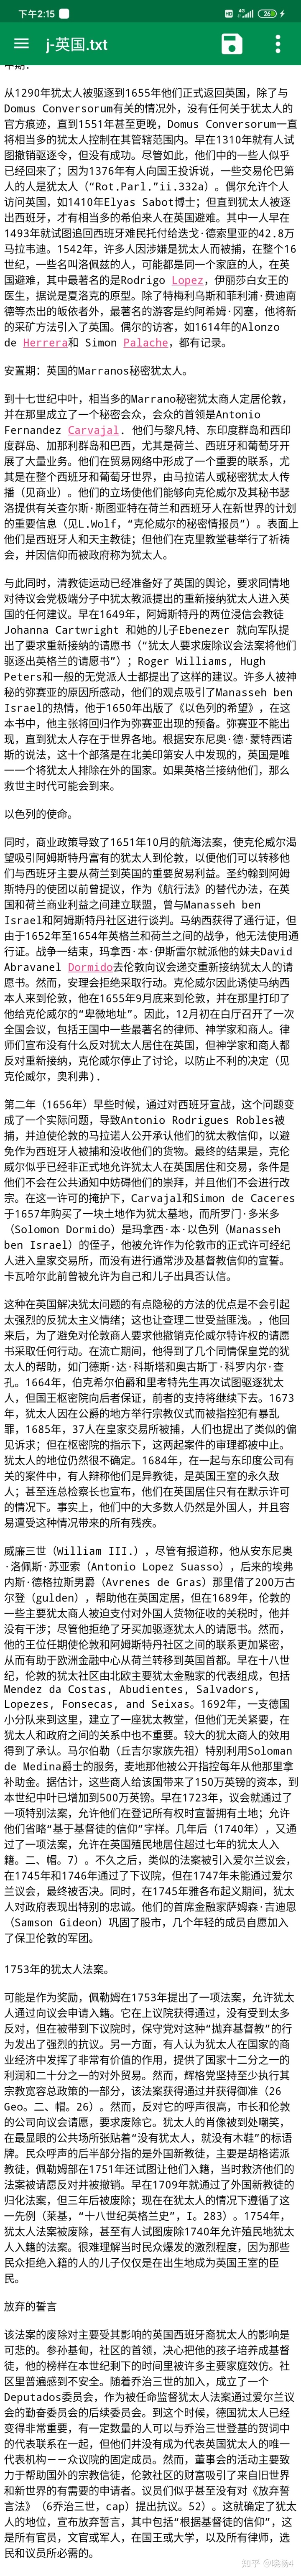 下午2:15
HD 4G 26
j-英国.txt
中期:
从1290年犹太人被驱逐到1655年他们正式返回英国，除了与
Domus Conversorum有关的情况外，没有任何关于犹太人的
官方痕迹，直到1551年甚至更晚，Domus Conversorum一直
将相当多的犹太人控制在其管辖范围内。早在1310年就有人试
图撤销驱逐令，但没有成功。尽管如此，他们中的一些人似乎
已经回来了；因为1376年有人向国王投诉说，一些交易伦巴第
人的人是犹太人（“Rot.Parl.”ii.332a）。偶尔允许个人
访问英国，如1410年Elyas Sabot博士；但直到犹太人被逐
出西班牙，才有相当多的希伯来人在英国避难。其中一人早在
1493年就试图追回西班牙难民托付给迭戈·德索里亚的42.8万
马拉韦迪。1542年，许多人因涉嫌是犹太人而被捕，在整个16
世纪，一些名叫洛佩兹的人，可能都是同一个家庭的人，在英
国避难，其中最著名的是Rodrigo Lopez，伊丽莎白女王的
医生，据说是夏洛克的原型。除了特梅利乌斯和菲利浦·费迪南
德等杰出的皈依者外，最著名的游客是约阿希姆·冈塞，他将新
的采矿方法引入了英国。偶尔的访客，如1614年的Alonzo
de Herrera和 Simon Palache，都有记录。
安置期：英国的Marranos秘密犹太人。
到十七世纪中叶，相当多的Marrano秘密犹太商人定居伦敦，
并在那里成立了一个秘密会众，会众的首领是Antonio
Fernandez Carvajal. 他们与黎凡特、东印度群岛和西印
度群岛、加那利群岛和巴西，尤其是荷兰、西班牙和葡萄牙开
展了大量业务。他们在贸易网络中形成了一个重要的联系，尤
其是在整个西班牙和葡萄牙世界，由马拉诺人或秘密犹太人传
播（见商业）。他们的立场使他们能够向克伦威尔及其秘书瑟
洛提供有关查尔斯·斯图亚特在荷兰和西班牙人在新世界的计划
的重要信息（见L.Wolf，“克伦威尔的秘密情报员”）。表面上
他们是西班牙人和天主教徒；但他们在克里教堂巷举行了祈祷
会，并因信仰而被政府称为犹太人。
与此同时，清教徒运动已经准备好了英国的舆论，要求同情地
对待议会党极端分子中犹太教派提出的重新接纳犹太人进入英
国的任何建议。早在1649年，阿姆斯特丹的两位浸信会教徒
Johanna Cartwright 和她的儿子Ebenezer 就向军队提
出了要求重新接纳的请愿书（“犹太人要求废除议会法案将他们
驱逐出英格兰的请愿书”）；Roger Williams, Hugh
Peters和一般的无党派人士都提出了这样的建议。许多人被神
秘的弥赛亚的原因所感动，他们的观点吸引了Manasseh ben
Israel的热情，他于1650年出版了《以色列的希望》，在这
本书中，他主张将回归作为弥赛亚出现的预备。弥赛亚不能出
现，直到犹太人存在于世界各地。根据安东尼奥·德·蒙特西诺
斯的说法，这十个部落是在北美印第安人中发现的，英国是唯
一一个将犹太人排除在外的国家。如果英格兰接纳他们，那么
救世主时代可能会到来。
以色列的使命。
同时，商业政策导致了1651年10月的航海法案，使克伦威尔渴
望吸引阿姆斯特丹富有的犹太人到伦敦，以便他们可以转移他
们与西班牙主要从荷兰到英国的重要贸易利益。圣约翰到阿姆
斯特丹的使团以前曾提议，作为《航行法》的替代办法，在英
国和荷兰商业利益之间建立联盟，曾与Manasseh ben
Israel和阿姆斯特丹社区进行谈判。马纳西获得了通行证，但
由于1652年至1654年英格兰和荷兰之间的战争，他无法使用通
行证。战争一结束，玛拿西·本·伊斯雷尔就派他的妹夫David
Abravanel Dormido去伦敦向议会递交重新接纳犹太人的请
愿书。然而，安理会拒绝采取行动。克伦威尔因此诱使马纳西
本人来到伦敦，他在1655年9月底来到伦敦，并在那里打印了
他给克伦威尔的“卑微地址”。因此，12月初在白厅召开了一次
全国会议，包括王国中一些最著名的律师、神学家和商人。律
师们宣布没有什么反对犹太人居住在英国，但神学家和商人都
反对重新接纳，克伦威尔停止了讨论，以防止不利的决定（见
伦威尔，奥利弗).
第二年（1656年）早些时候，通过对西班牙宣战，这个问题变
成了一个实际问题，导致Antonio Rodrigues Robles被
捕，并迫使伦敦的马拉诺人公开承认他们的犹太教信仰，以避
免作为西班牙人被捕和没收他们的货物。最终的结果是，克伦
威尔似乎已经非正式地允许犹太人在英国居住和交易，条件是
他们不会在公共通知中妨碍他们的崇拜，并且他们不会进行改
宗。在这一许可的掩护下，Carvajal和Simon de Caceres
于1657年购买了一块土地作为犹太墓地，而所罗门·多米多
（Solomon Dormido）是玛拿西·本·以色列（Manasseh
ben Israel）的侄子，他被允许作为伦敦市的正式许可经纪
人进入皇家交易所，而没有进行通常涉及基督教信仰的宣誓。
卡瓦哈尔此前曾被允许为自己和儿子出具否认信。
这种在英国解决犹太问题的有点隐秘的方法的优点是不会引起
太强烈的反犹太主义情绪；这也让查理二世受益匪浅。，他回
来后，为了避免对伦敦商人要求他撤销克伦威尔特许权的请愿
书采取任何行动。在流亡期间，他得到了几个同情保皇党的犹
太人的帮助，如门德斯·达·科斯塔和奥古斯丁·科罗内尔·查
孔。1664年，伯克希尔伯爵和里考特先生再次试图驱逐犹太
人，但国王枢密院向后者保证，前者的支持将继续下去。1673
年，犹太人因在公爵的地方举行宗教仪式而被指控犯有暴乱
罪，1685年，37人在皇家交易所被捕，人们也提出了类似的偏
见诉求；但在枢密院的指示下，这两起案件的审理都被中止。
犹太人的地位仍然很不确定。1684年，在一起与东印度公司有
关的案件中，有人辩称他们是异教徒，是英国王室的永久敌
人；甚至连总检察长也宣布，他们在英国居住只有在默示许可
的情况下。事实上，他们中的大多数人仍然是外国人，并且容
易遭受这种情况带来的所有残疾。
威廉三世（William III.），尽管有报道称，他从安东尼奥
·洛佩斯·苏亚索（Antonio Lopez Suasso），后来的埃弗
内斯·德格拉斯男爵（Avrenes de Gras）那里借了200万古
尔登（gulden），帮助他在英国定居，但在1689年，伦敦的
一些主要犹太商人被迫支付对外国人货物征收的关税时，他并
没有干涉；尽管他拒绝了牙买加驱逐犹太人的请愿书。然而，
他的王位任期使伦敦和阿姆斯特丹社区之间的联系更加紧密，
从而有助于欧洲金融中心从荷兰转移到英国首都。早在十八世
纪，伦敦的犹太社区由北欧主要犹太金融家的代表组成，包括
Mendez da Costas, Abudientes, Salvadors,
Lopezes, Fonsecas, and Seixas。1692年，一支德国
小分队来到这里，建立了一座犹太教堂，但他们无关紧要，在
犹太人和政府之间的关系中也不重要。较大的犹太商人的效用
得到了承认。马尔伯勒（丘吉尔家族先祖）特别利用Soloman
de Medina爵士的服务，麦地那他被公开指控每年从他那里拿
补助金。据估计，这些商人给该国带来了150万英镑的资本，到
本世纪中叶已增加到500万英镑。早在1723年，议会就通过了
一项特别法案，允许他们在登记所有权时宣誓拥有土地；允许
他们省略“基于基督徒的信仰”字样。几年后（1740年），又通
过了一项法案，允许在英国殖民地居住超过七年的犹太人入
籍。二、帽。7）。不久之后，类似的法案被引入爱尔兰议会，
在1745年和1746年通过了下议院，但在1747年未能通过爱尔
兰议会，最终被否决。同时，在1745年雅各布起义期间，犹太
人对政府表现出特别的忠诚。他们的首席金融家萨姆森·吉迪恩
（Samson Gideon）巩固了股市，几个年轻的成员自愿加入
了保卫伦敦的军团。
1753年的犹太人法案。
可能是作为奖励，佩勒姆在1753年提出了一项法案，允许犹太
人通过向议会申请入籍。它在上议院获得通过，没有受到太多
反对，但在被带到下议院时，保守党对这种“抛弃基督教”的行
为发出了强烈的抗议。另一方面，有人认为犹太人在国家的商
业经济中发挥了非常有价值的作用，提供了国家十二分之一的
利润和二十分之一的对外贸易。然而，辉格党坚持至少执行其
宗教宽容总政策的一部分，该法案获得通过并获得御准（26
Geo。二、帽。26）。然而，反对它的呼声很高，市长和伦敦
的公司向议会请愿，要求废除它。犹太人的肖像被到处嘲笑，
在最显眼的公共场所张贴着“没有犹太人，就没有木鞋”的标语
牌。民众呼声的后半部分指的是外国新教徒，主要是胡格诺派
教徒，佩勒姆部在1751年还试图让他们入籍，当时救济他们的
法案被请愿反对并被撤销。早在1709年就通过了外国新教徒的
归化法案，但三年后被废除；现在在犹太人的情况下遵循了这
一先例（莱基，“十八世纪英格兰史”，I。283）。1754年，
犹太人法案被废除，甚至有人试图废除1740年允许殖民地犹太
人入籍的法案。很难理解当时民众爆发的激烈程度，因为那些
民众拒绝入籍的人的儿子仅仅是在出生地成为英国王室的臣
民。
放弃的誓言
该法案的废除对主要受其影响的英国西班牙裔犹太人的影响是
可悲的。参孙基甸，社区的首领，决心把他的孩子培养成基督
徒，他的榜样在本世纪剩下的时间里被许多主要家庭效仿。社
区里普遍感到不安全。随着乔治三世的加入，成立了一个
Deputados委员会，作为被任命监督犹太人法案通过爱尔兰议
会的勤奋委员会的后续委员会。到这个时候，德国犹太人已经
变得非常重要，有一定数量的人可以与乔治三世登基的贺词中
的代表联系在一起，但他们并没有成为代表英国犹太人的唯一
代表机构——众议院的固定成员。然而，董事会的活动主要致
力于帮助国外的宗教信徒，伦敦社区的财富吸引了来自旧世界
和新世界的有需要的申请者。议员们似乎甚至没有对《放弃誓
言法》（6乔治三世，cap）提出抗议。52）。这就确定了犹太
人的地位，宣布放弃誓言，其中包括“根据基督徒的信仰”，这
是所有官员，文官或军人，在国王或大学，以及所有律师，选
民和议员所必需的。